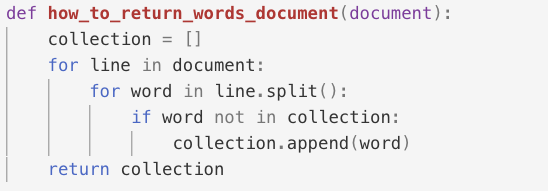 def how_to_return_words_document(document):
    collection = []
    for line in document:
        for word in line.split():
            if word not in collection:
                collection.append(word)
    return collection